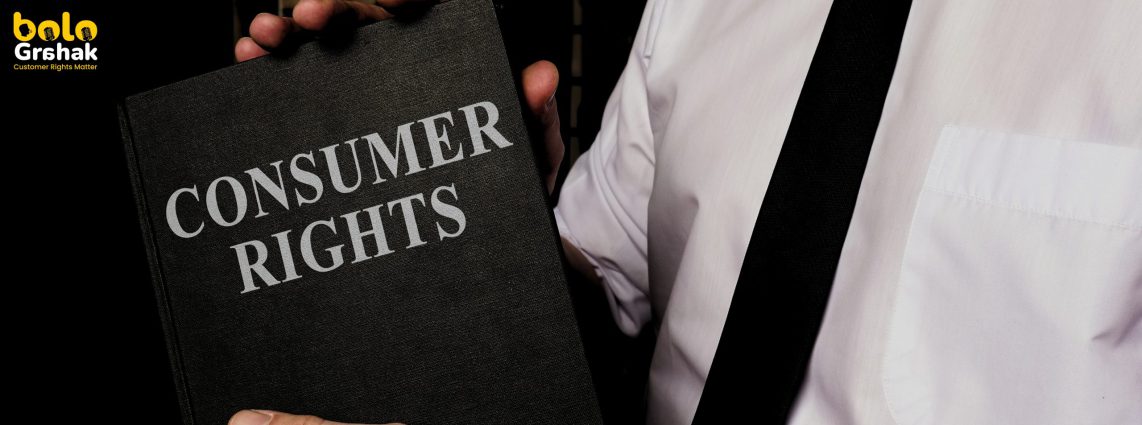 bolo
Grahak
Customer Rights Matter
CONSUMER
RIGHTS